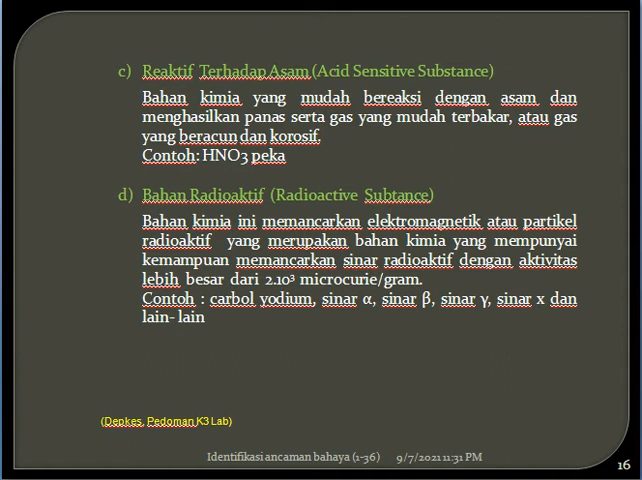 c) Reaktif Terhadap Asam (Acid Sensitive Substance)
Bahan kimia yang mudah bereaksi dengan asam dan
menghasilkan panas serta gas yang mudah terbakar, atau gas
yang beracun dan korosif.
Contoh: HNO3 peka
d) Bahan Radioaktif (Radioactive Subtance)
Bahan kimia ini memancarkan elektromagnetik atau partikel
radioaktif yang merupakan bahan kimia yang mempunyai
kemampuan memancarkan sinar radioaktif dengan aktivitas
lebih besar dari 2.10³ microcurie/gram.
Contoh : carbol yodium, sinar α, sinar β, sinar γ, sinar x dan
lain- lain
(Depkes, Pedoman K3 Lab)
Identifikasi ancaman bahaya (1-36) 9/7/2021 11:31 PM
16